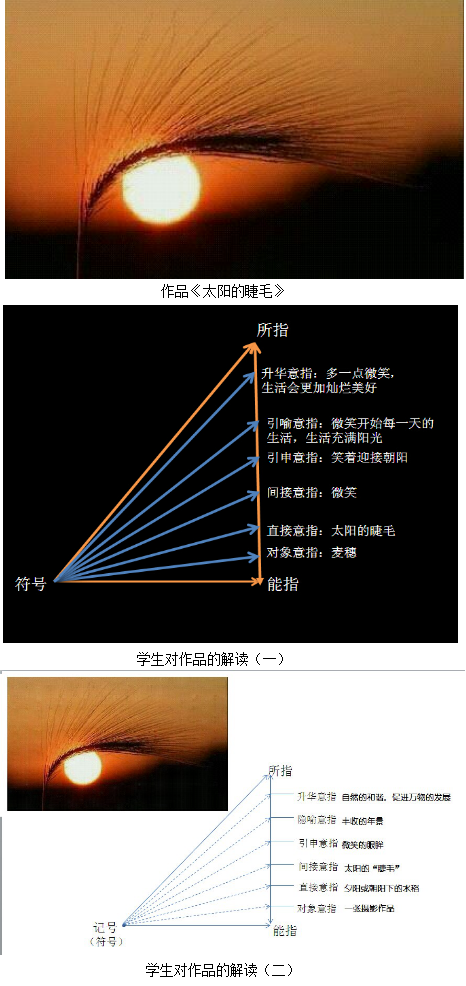 作品《太阳的睫毛》
所指
升华意指：多一点微笑，
生活会更加灿烂美好
引喻意指：微笑开始每一天的
生活，生活充满阳光
引申意指：笑着迎接朝阳
间接意指：微笑
直接意指：太阳的睫毛
对象意指：麦穗
符号
能指
学生对作品的解读（一）
所指
升华意指 自然的和谐，促进万物的发展
隐喻意指 丰收的年景
引申意指 微笑的眼眸
间接意指 太阳的“睫毛”
直接意指 夕阳或朝阳下的水稻
对象意指 一张摄影作品
记号
（符号）
能指
学生对作品的解读（二）